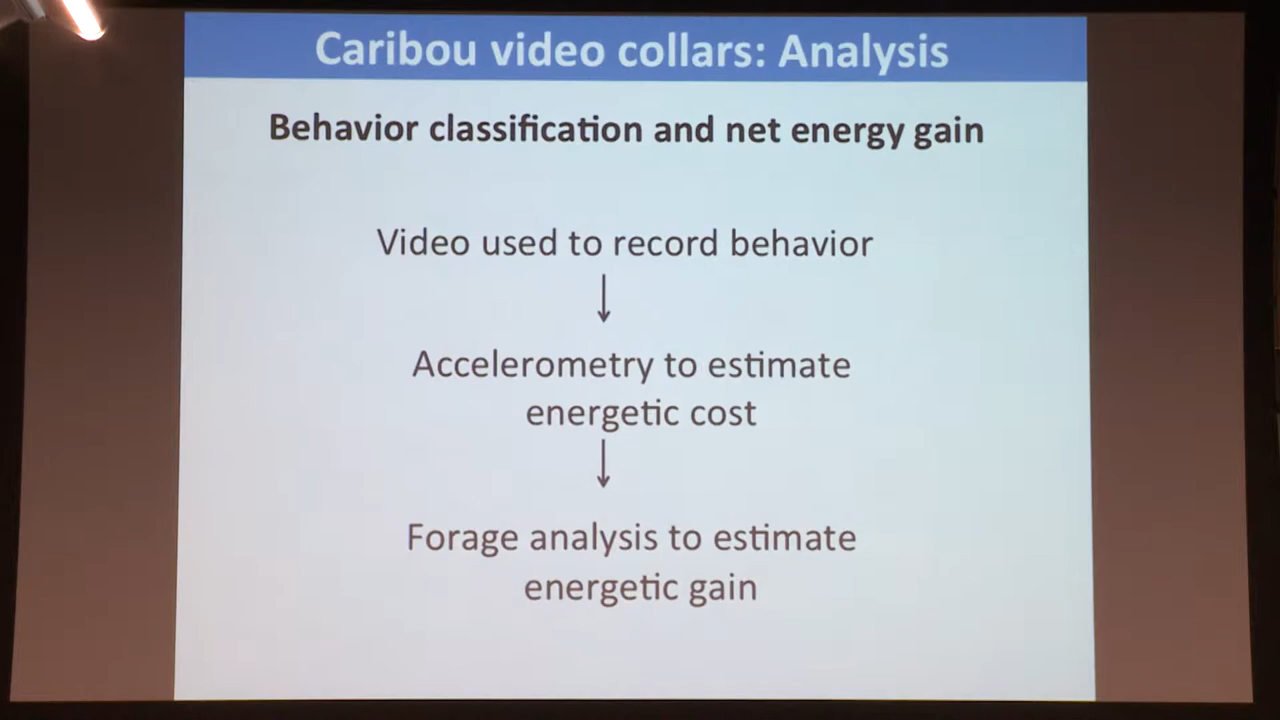 Caribou video collars: Analysis
Behavior classification and net energy gain
Video used to record behavior
Accelerometry to estimate
energetic cost
Forage analysis to estimate
energetic gain